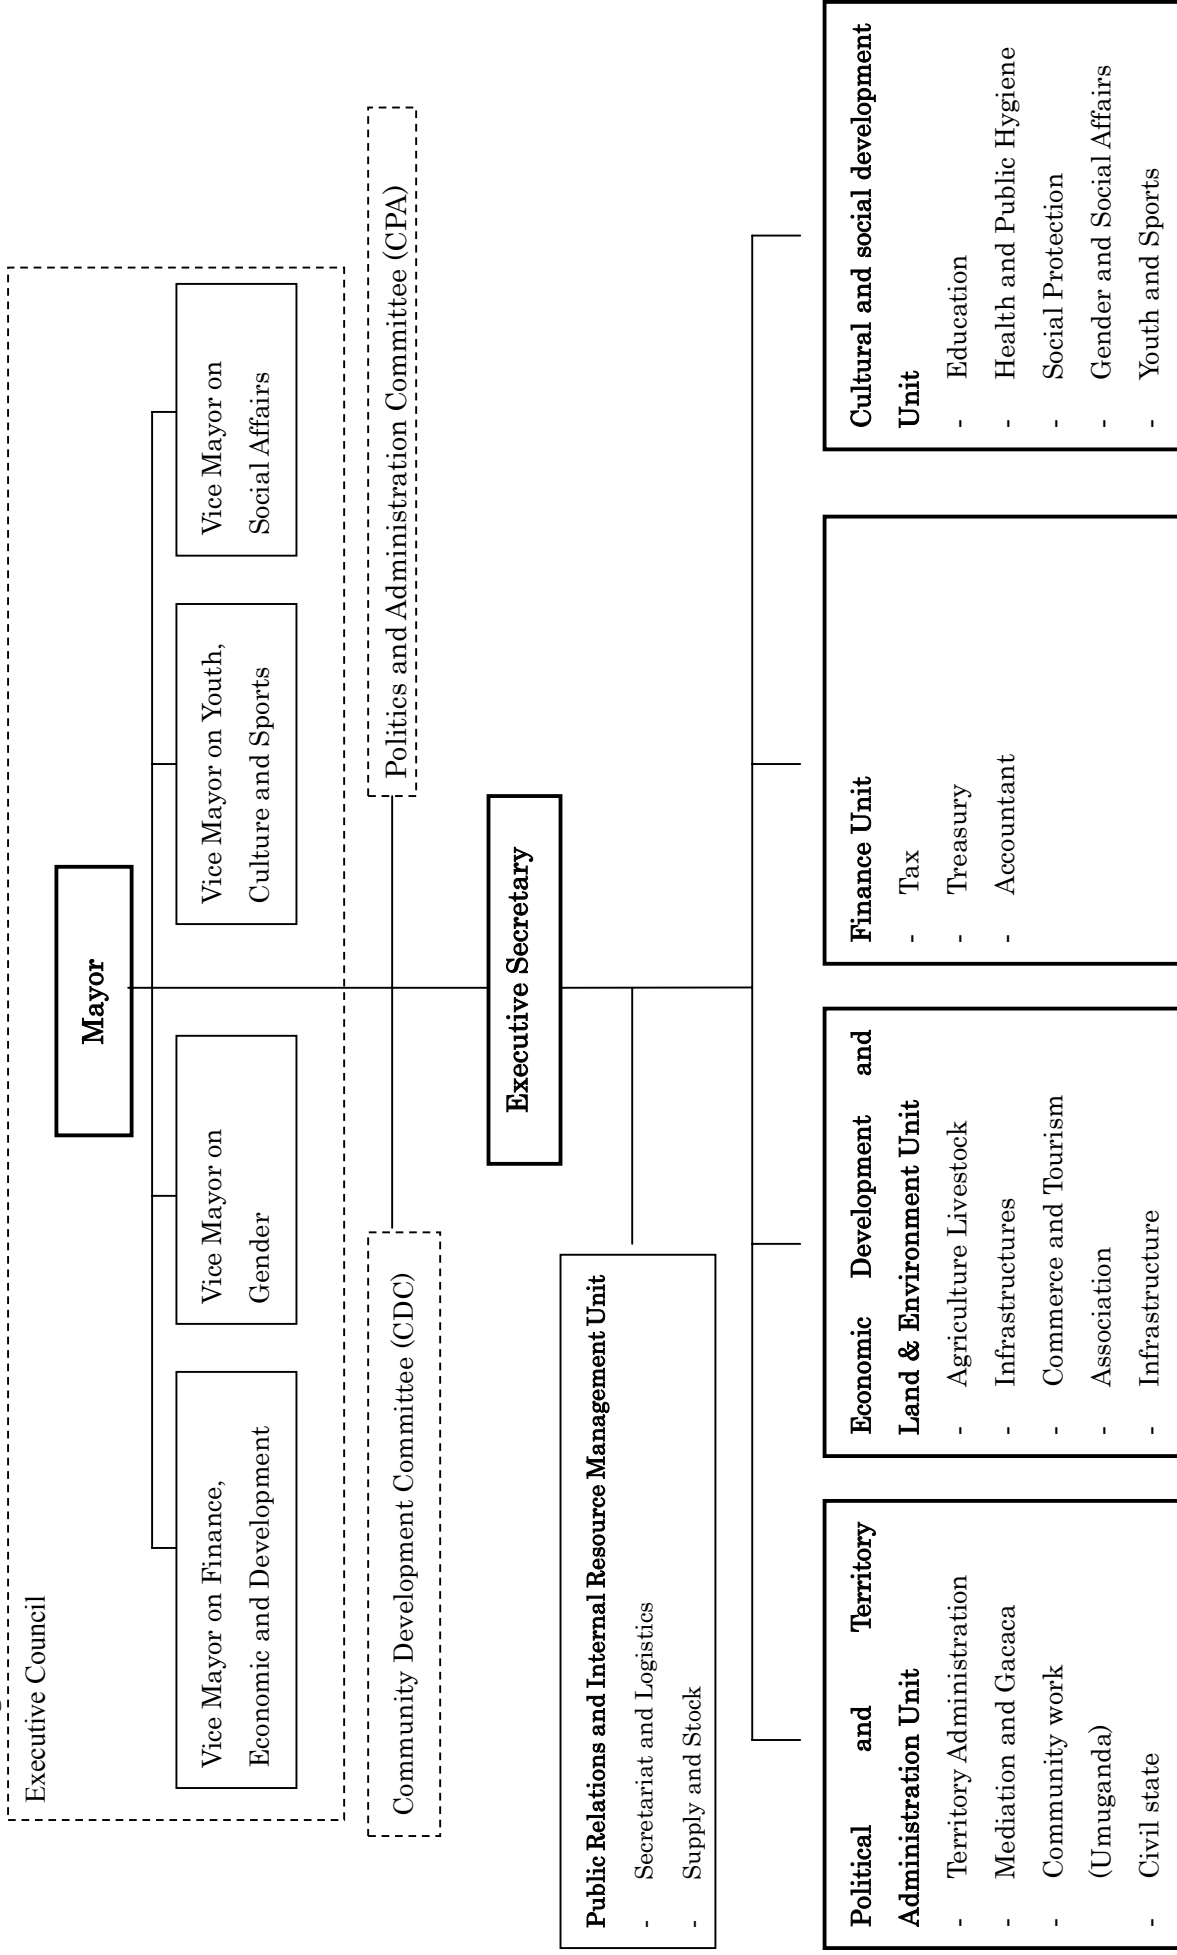 Executive Council
Mayor
Vice Mayor on Finance,
Economic and Development
Vice Mayor on
Gender
Vice Mayor on Youth,
Culture and Sports
Vice Mayor on
Social Affairs
Community Development Committee (CDC)
Politics and Administration Committee (CPA)
Executive Secretary
Public Relations and Internal Resource Management Unit
- Secretariat and Logistics
- Supply and Stock
Political and Territory
Administration Unit
- Territory Administration
- Mediation and Gacaca
- Community work
(Umuganda)
- Civil state
Economic Development and
Land & Environment Unit
- Agriculture Livestock
- Infrastructures
- Commerce and Tourism
- Association
- Infrastructure
Finance Unit
- Tax
- Treasury
- Accountant
Cultural and social development
Unit
- Education
- Health and Public Hygiene
- Social Protection
- Gender and Social Affairs
- Youth and Sports